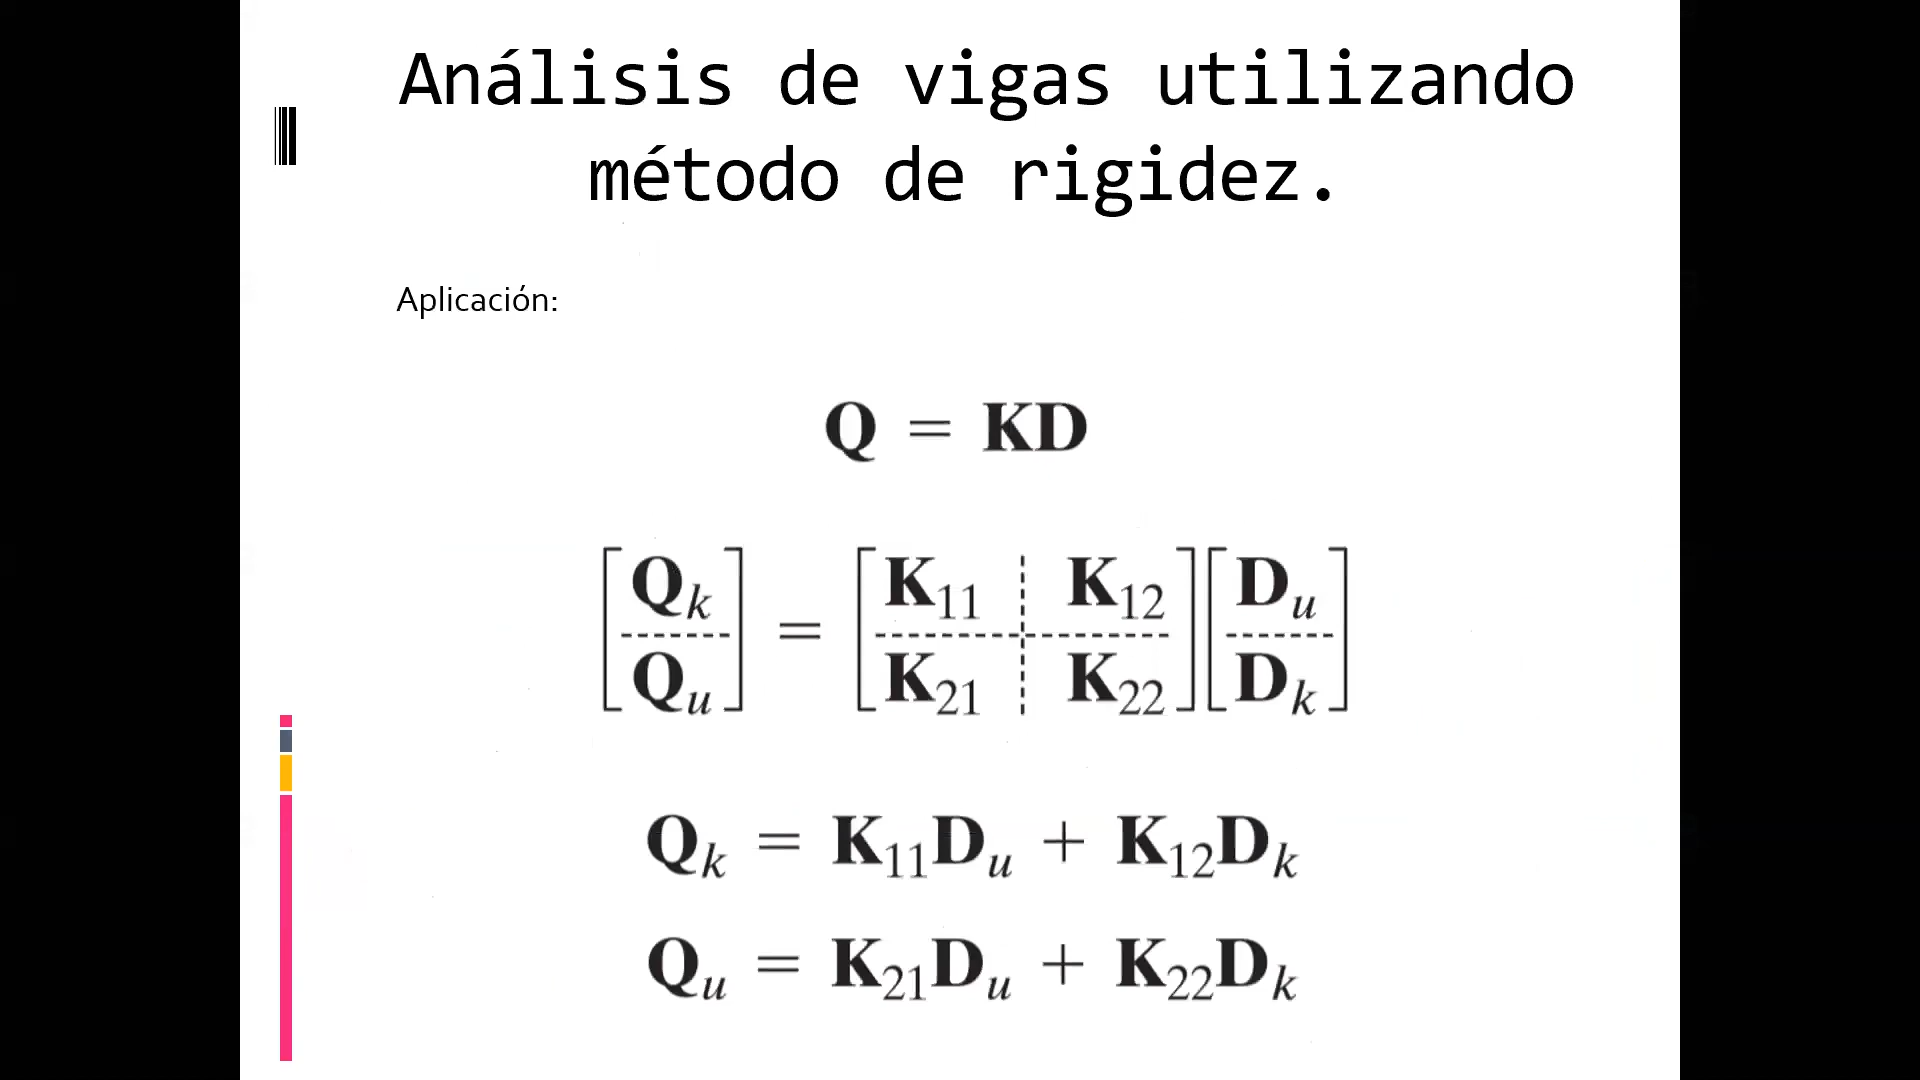 Análisis de vigas utilizando
método de rigidez.
Aplicación:
Q = KD
[Qk / Qu] = [K11 K12 / K21 K22] [Du / Dk]
Qk = K11Du + K12Dk
Qu = K21Du + K22Dk